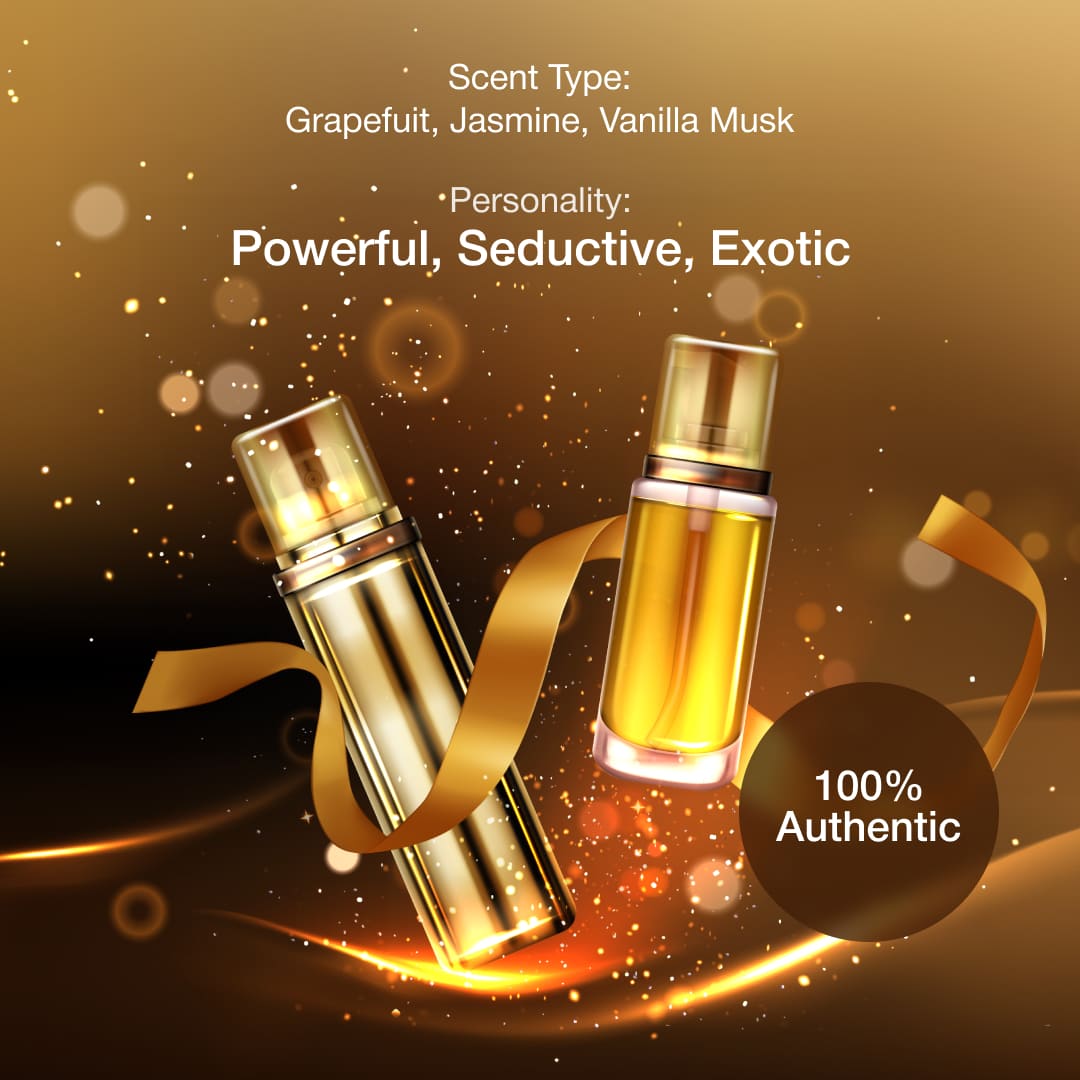 Scent Type:
Grapefuit, Jasmine, Vanilla Musk
Personality:
Powerful, Seductive, Exotic
100%
Authentic